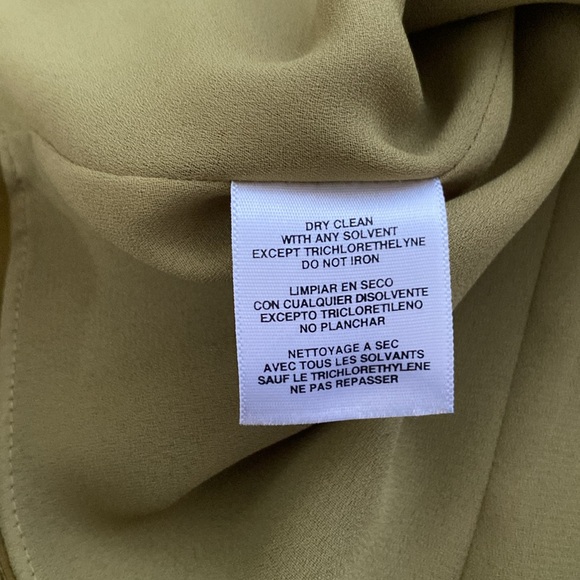 DRY CLEAN
WITH ANY SOLVENT
EXCEPT TRICHLORETHELYNE
DO NOT IRON
LIMPIAR EN SECO
CON CUALQUIER DISOLVENTE
EXCEPTO TRICLORETILENO
NO PLANCHAR
NETTOYAGE A SEC
AVEC TOUS LES SOLVANTS
SAUF LE TRICHLORETHYLENE
NE PAS REPASSER